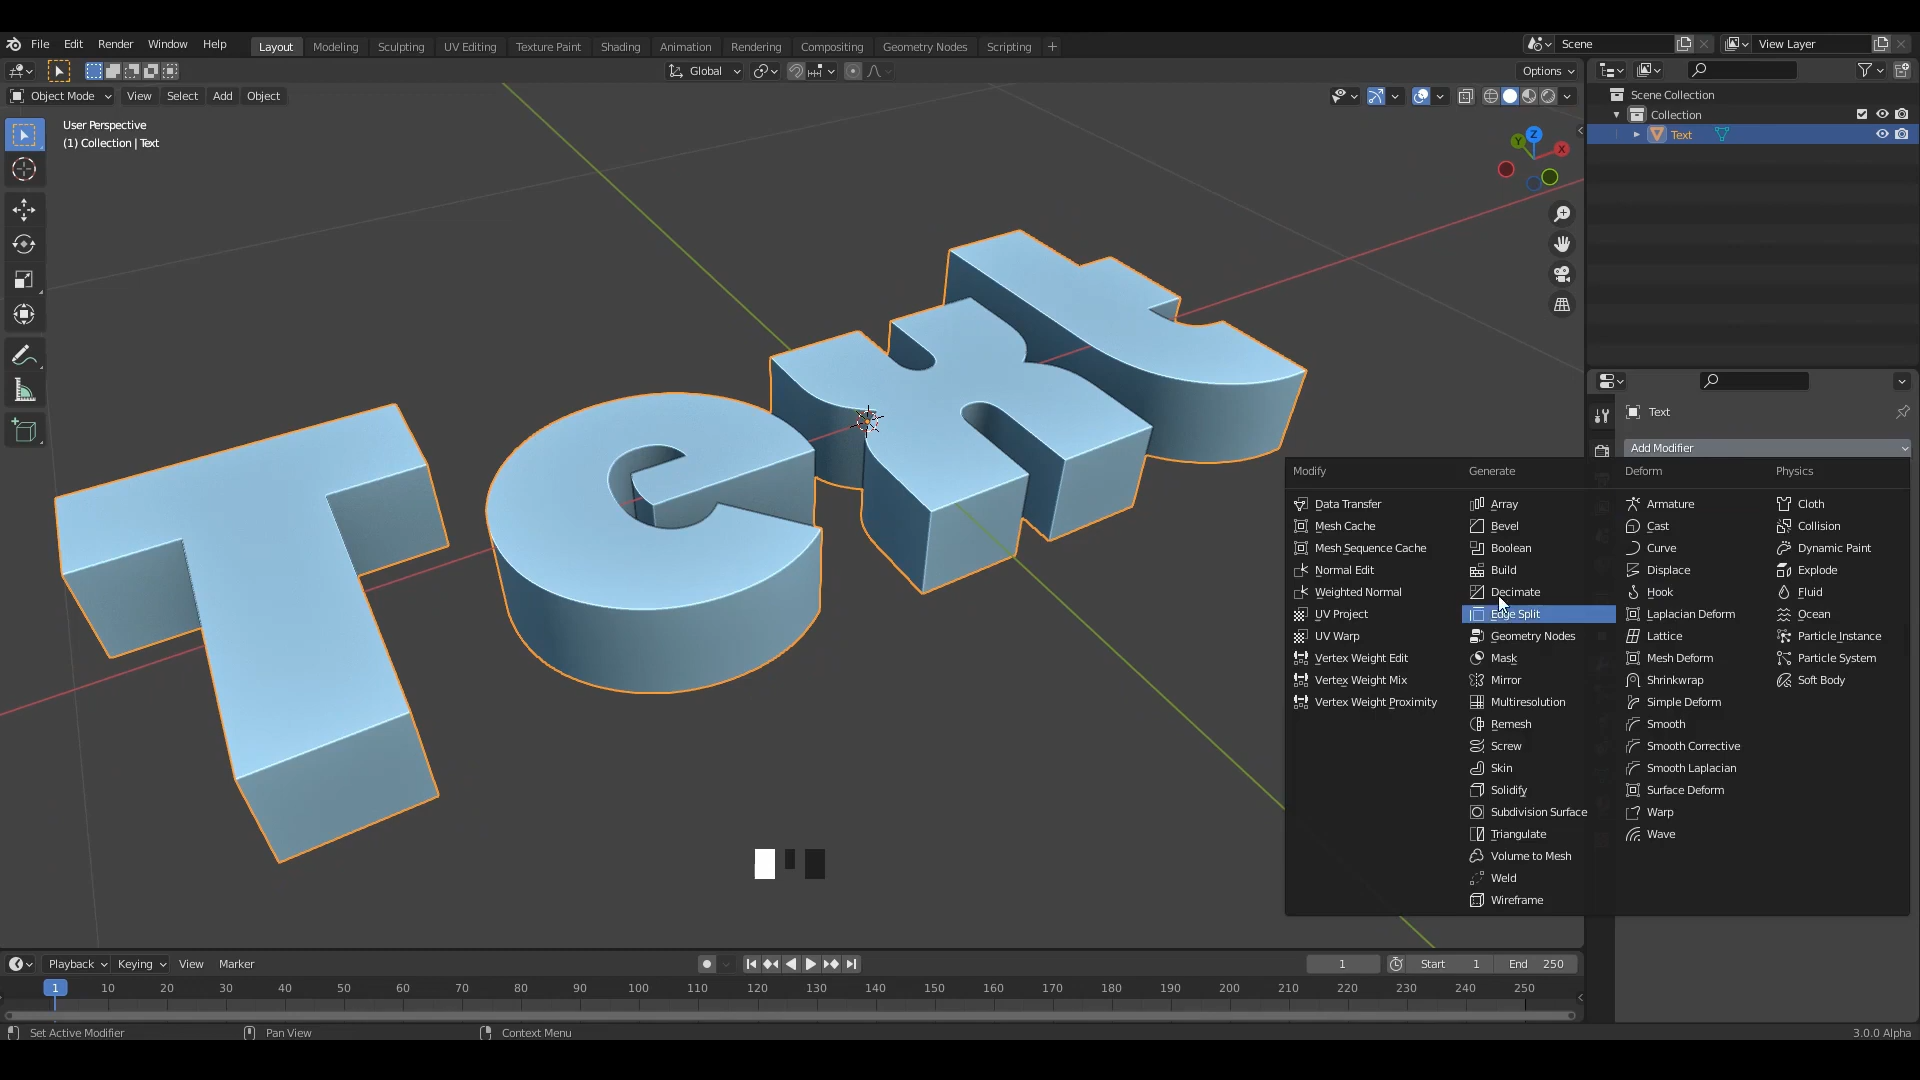 File Edit Render Window Help Layout Modeling Sculpting UV Editing Texture Paint Shading Animation Rendering Compositing Geometry Nodes Scripting + Scene View Layer
Global Options
Object Mode View Select Add Object
User Perspective
(1) Collection | Text
Z
Y
X
Text
Scene Collection
Collection
Text
Text
Add Modifier
Modify
Data Transfer
Mesh Cache
Mesh Sequence Cache
Normal Edit
Weighted Normal
UV Project
UV Warp
Vertex Weight Edit
Vertex Weight Mix
Vertex Weight Proximity
Generate
Array
Bevel
Boolean
Build
Decimate
Edge Split
Geometry Nodes
Mask
Mirror
Multiresolution
Remesh
Screw
Skin
Solidify
Subdivision Surface
Triangulate
Volume to Mesh
Weld
Wireframe
Deform
Armature
Cast
Curve
Displace
Hook
Laplacian Deform
Lattice
Mesh Deform
Shrinkwrap
Simple Deform
Smooth
Smooth Corrective
Smooth Laplacian
Surface Deform
Warp
Wave
Physics
Cloth
Collision
Dynamic Paint
Explode
Fluid
Ocean
Particle Instance
Particle System
Soft Body
Playback Keying View Marker 1 Start 1 End 250
1 10 20 30 40 50 60 70 80 90 100 110 120 130 140 150 160 170 180 190 200 210 220 230 240 250
Set Active Modifier Pan View Context Menu 3.0.0 Alpha